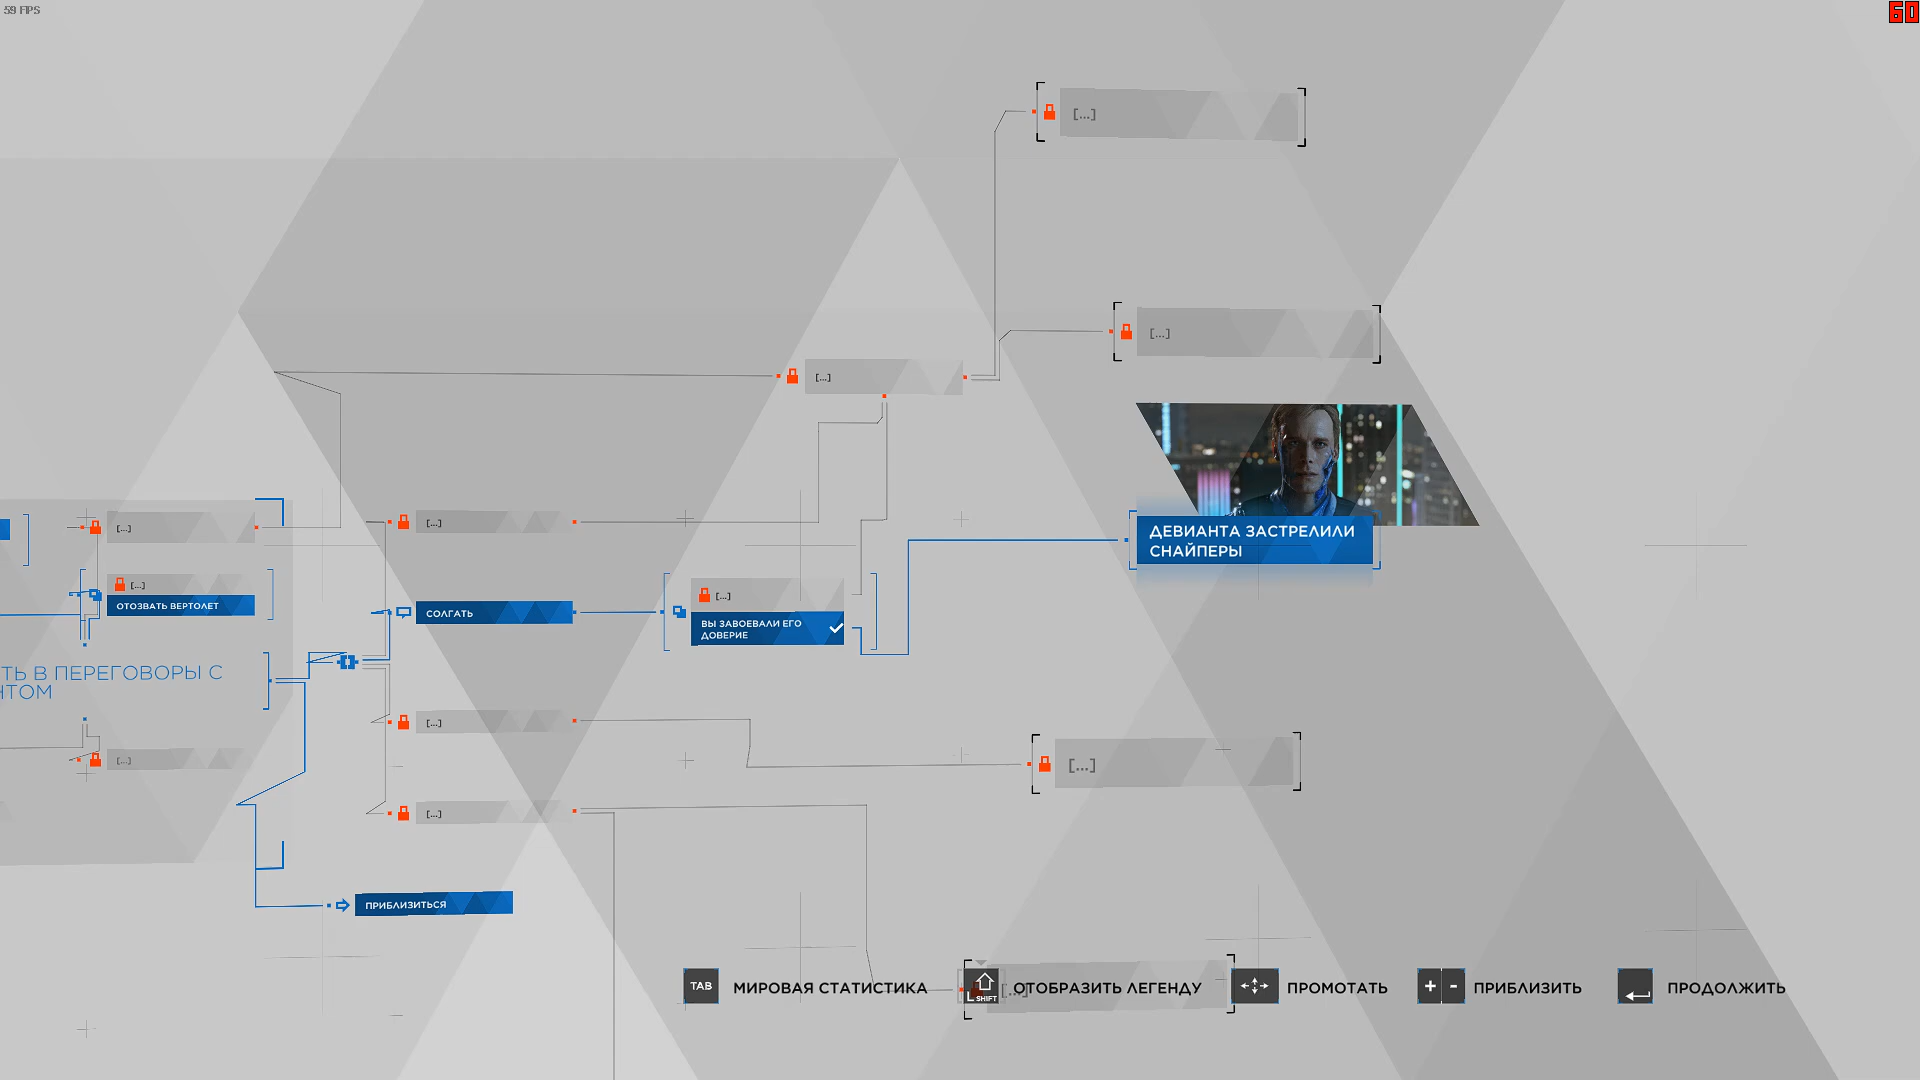 59 FPS
60
[...]
[...]
[...]
[...]
[...]
[...]
ОТОЗВАТЬ ВЕРТОЛЕТ
СОЛГАТЬ
[...]
ВЫ ЗАВОЕВАЛИ ЕГО
ДОВЕРИЕ
ДЕВИАНТА ЗАСТРЕЛИЛИ
СНАЙПЕРЫ
ТЬ В ПЕРЕГОВОРЫ С
НТОМ
[...]
[...]
[...]
[...]
ПРИБЛИЗИТЬСЯ
TAB
МИРОВАЯ СТАТИСТИКА
L_SHIFT
[...]
ОТОБРАЗИТЬ ЛЕГЕНДУ
ПРОМОТАТЬ
+ -
ПРИБЛИЗИТЬ
ПРОДОЛЖИТЬ